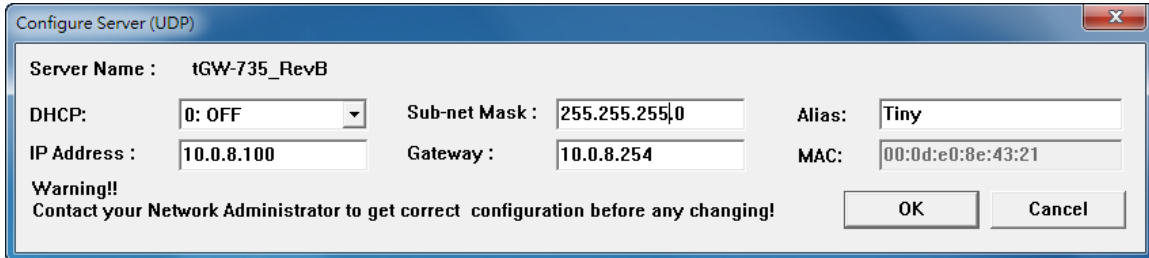 Configure Server (UDP)
Server Name : tGW-735_RevB
DHCP: 0: OFF Sub-net Mask : 255.255.255.0 Alias: Tiny
IP Address : 10.0.8.100 Gateway : 10.0.8.254 MAC: 00:0d:e0:8e:43:21
Warning!!
Contact your Network Administrator to get correct configuration before any changing!
OK Cancel